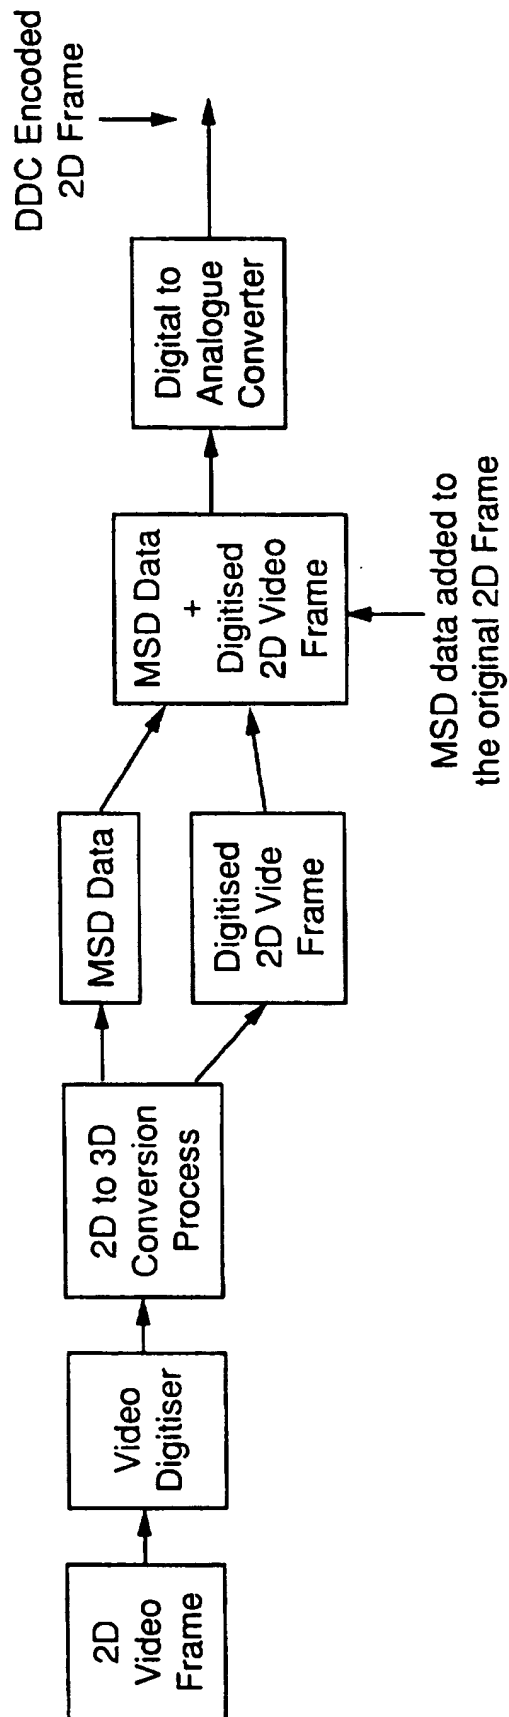 2D
Video
Frame
Video
Digitiser
2D to 3D
Conversion
Process
MSD Data
Digitised
2D Vide
Frame
MSD Data
+
Digitised
2D Video
Frame
MSD data added to
the original 2D Frame
Digital to
Analogue
Converter
DDC Encoded
2D Frame